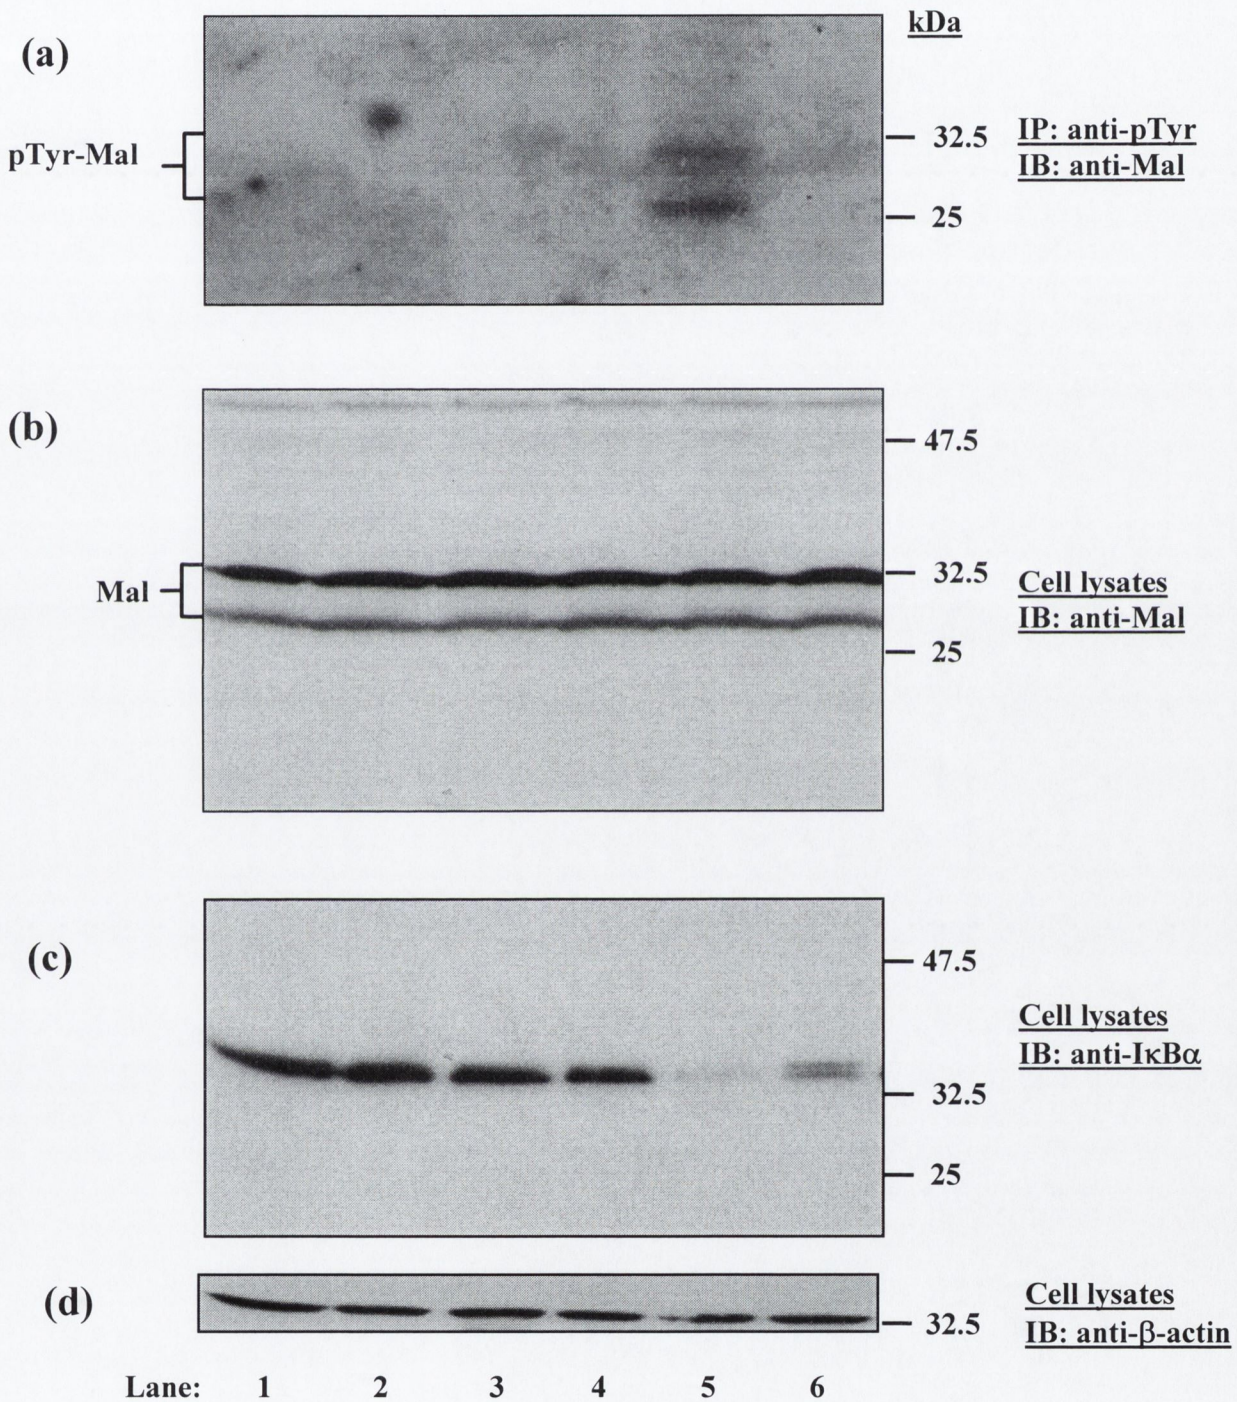 (a)
kDa
pTyr-Mal
32.5
25
IP: anti-pTyr
IB: anti-Mal
(b)
47.5
Mal
32.5
25
Cell lysates
IB: anti-Mal
(c)
47.5
32.5
25
Cell lysates
IB: anti-IκBα
(d)
32.5
Cell lysates
IB: anti-β-actin
Lane: 1 2 3 4 5 6